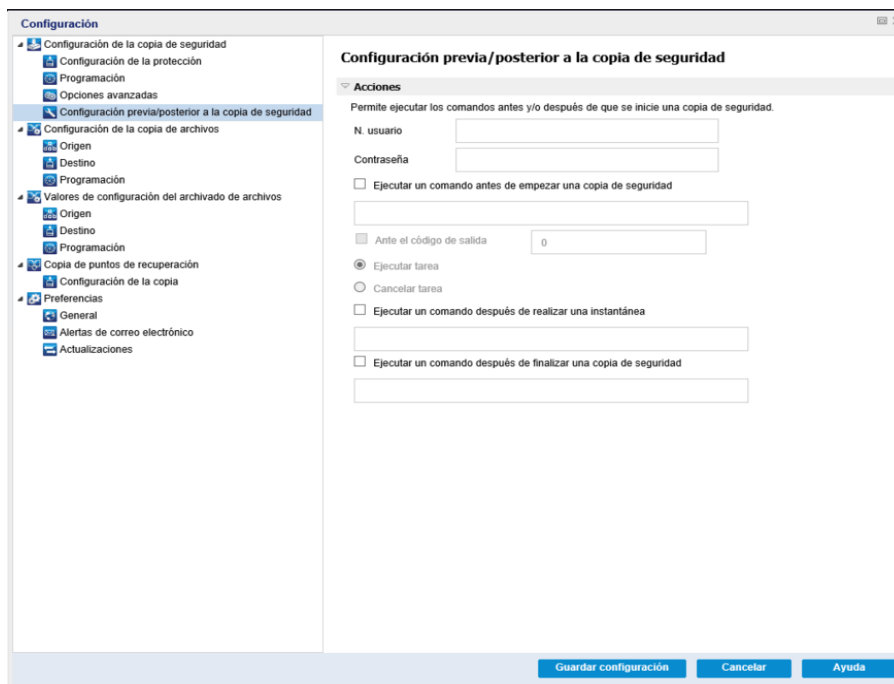 Configuración
Configuración de la copia de seguridad
Configuración de la protección
Programación
Opciones avanzadas
Configuración previa/posterior a la copia de seguridad
Configuración de la copia de archivos
Origen
Destino
Programación
Valores de configuración del archivado de archivos
Origen
Destino
Programación
Copia de puntos de recuperación
Configuración de la copia
Preferencias
General
Alertas de correo electrónico
Actualizaciones
Configuración previa/posterior a la copia de seguridad
Acciones
Permite ejecutar los comandos antes y/o después de que se inicie una copia de seguridad.
N. usuario
Contraseña
Ejecutar un comando antes de empezar una copia de seguridad
Ante el código de salida 0
Ejecutar tarea
Cancelar tarea
Ejecutar un comando después de realizar una instantánea
Ejecutar un comando después de finalizar una copia de seguridad
Guardar configuración Cancelar Ayuda